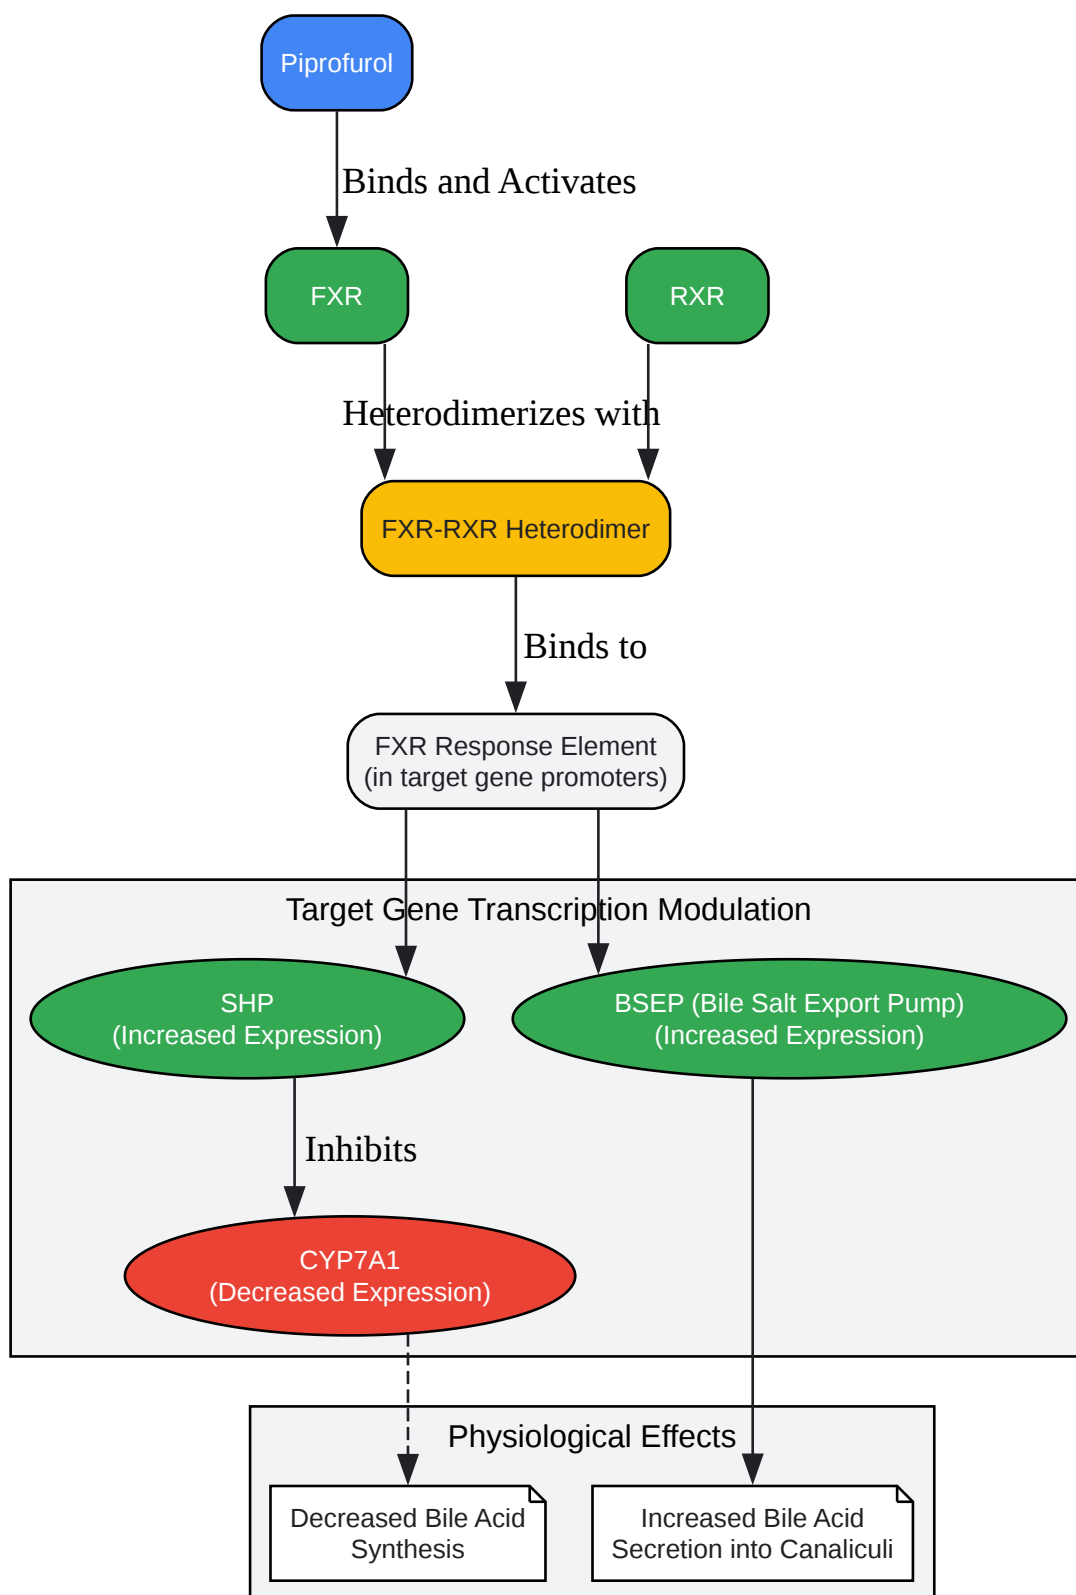 Piprofurol
Binds and Activates
FXR
RXR
Heterodimerizes with
FXR-RXR Heterodimer
Binds to
FXR Response Element
(in target gene promoters)
Target Gene Transcription Modulation
SHP
(Increased Expression)
BSEP (Bile Salt Export Pump)
(Increased Expression)
Inhibits
CYP7A1
(Decreased Expression)
Physiological Effects
Decreased Bile Acid
Synthesis
Increased Bile Acid
Secretion into Canaliculi